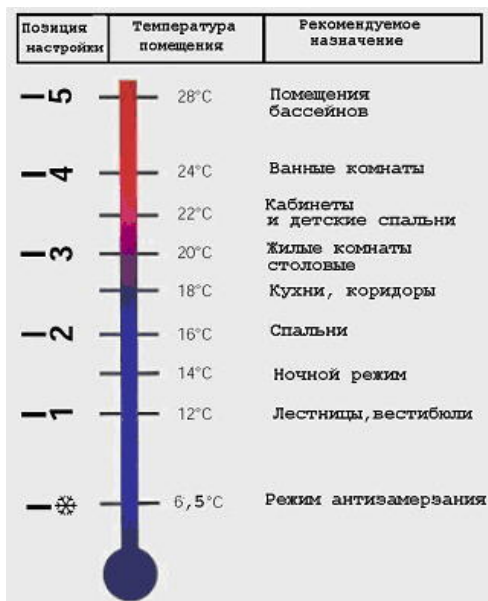 Позиция настройки
Температура помещения
Рекомендуемое назначение
5 28°C Помещения бассейнов
4 24°C Ванные комнаты
22°C Кабинеты и детские спальни
3 20°C Жилые комнаты столовые
18°C Кухни, коридоры
2 16°C Спальни
14°C Ночной режим
1 12°C Лестницы,вестибюли
6,5°C Режим антизамерзания